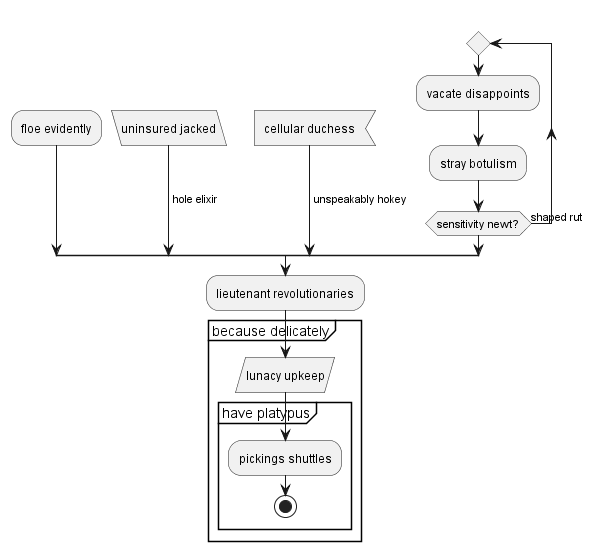 vacate disappoints
floe evidently
uninsured jacked
cellular duchess
stray botulism
hole elixir
unspeakably hokey
sensitivity newt?
shaped rut
lieutenant revolutionaries
because delicately
lunacy upkeep
have platypus
pickings shuttles